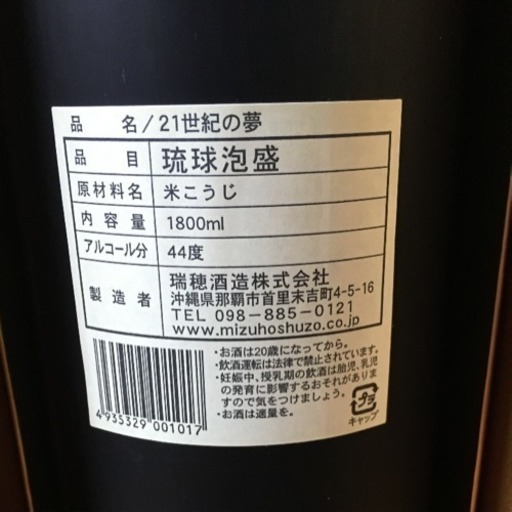 品 名/21世紀の夢
品 目 琉球泡盛
原材料名 米こうじ
内容量 1800ml
アルコール分 44度
製造者 瑞穂酒造株式会社
沖縄県那覇市首里末吉町4-5-16
TEL 098-885-0121
www.mizuhoshuzo.co.jp
・お酒は20歳になってから。
・飲酒運転は法律で禁止されています。
・妊娠中、授乳期の飲酒は胎児、乳児
の発育に影響するおそれがありま
すので気をつけましょう。
・お酒は適量を。
4 935329 001017
プラ
キャップ